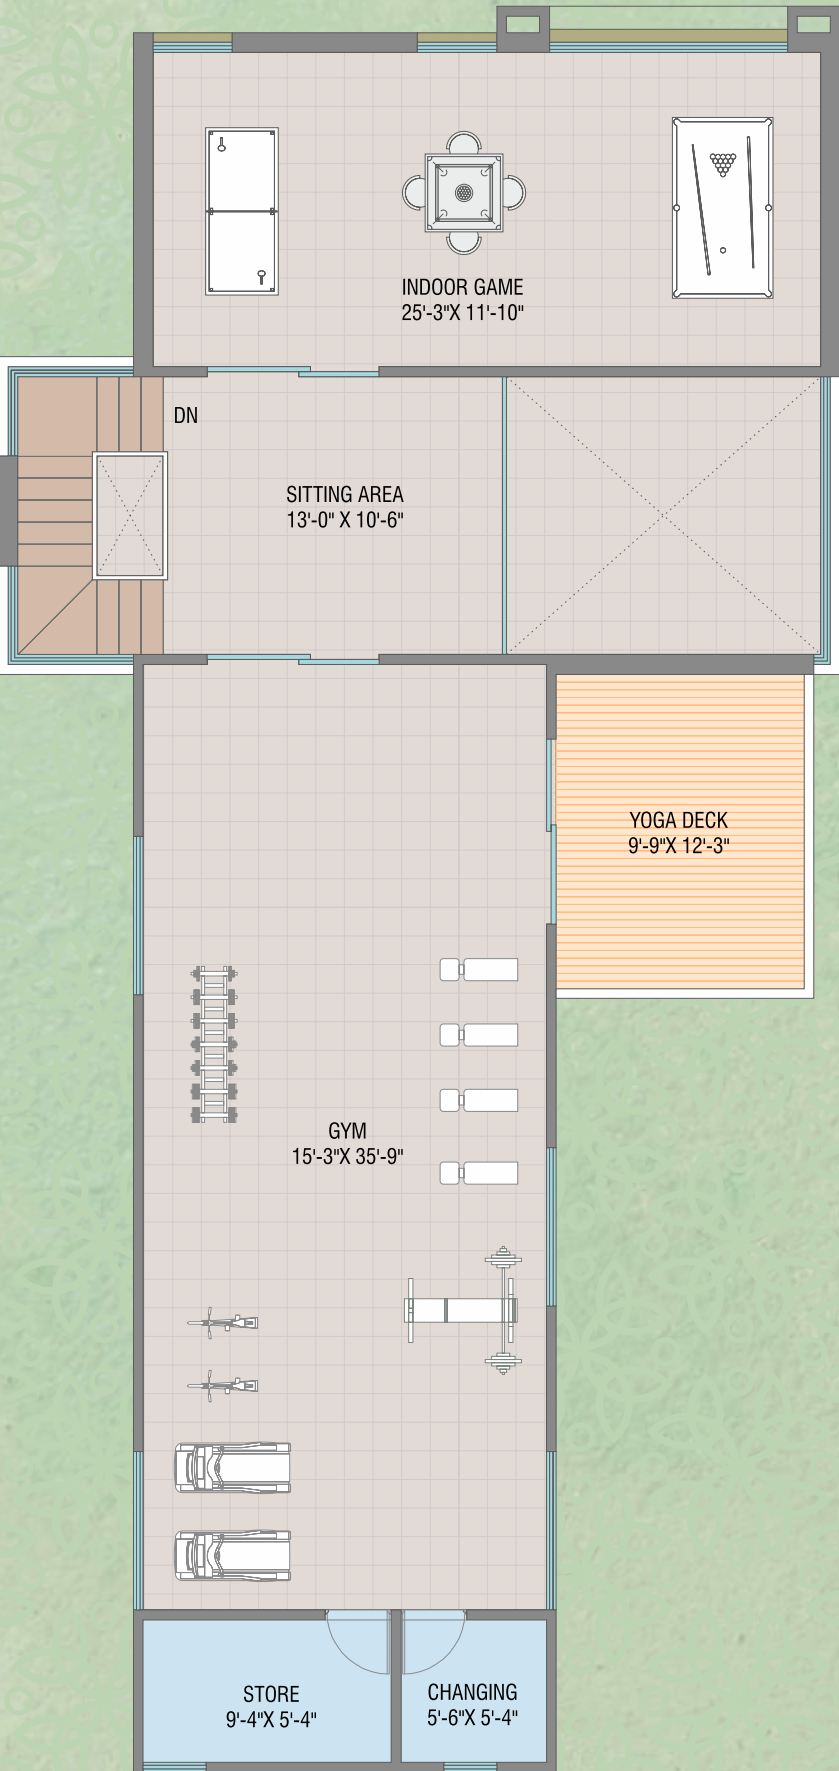 INDOOR GAME
25'-3"X 11'-10"
DN
SITTING AREA
13'-0" X 10'-6"
YOGA DECK
9'-9"X 12'-3"
GYM
15'-3"X 35'-9"
STORE
9'-4"X 5'-4"
CHANGING
5'-6"X 5'-4"